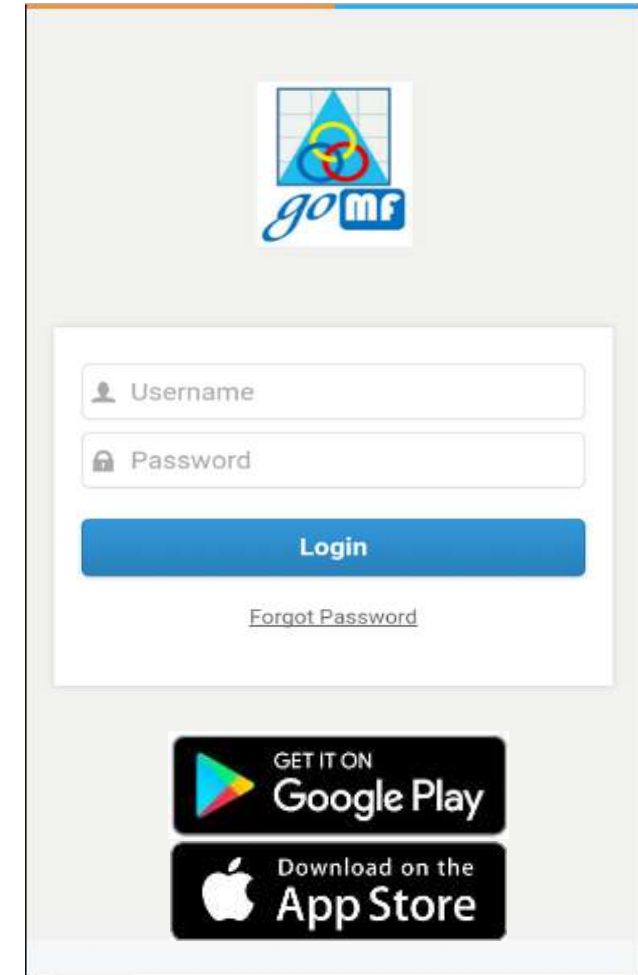 go MF
Username
Password
Login
Forgot Password
GET IT ON
Google Play
Download on the
App Store